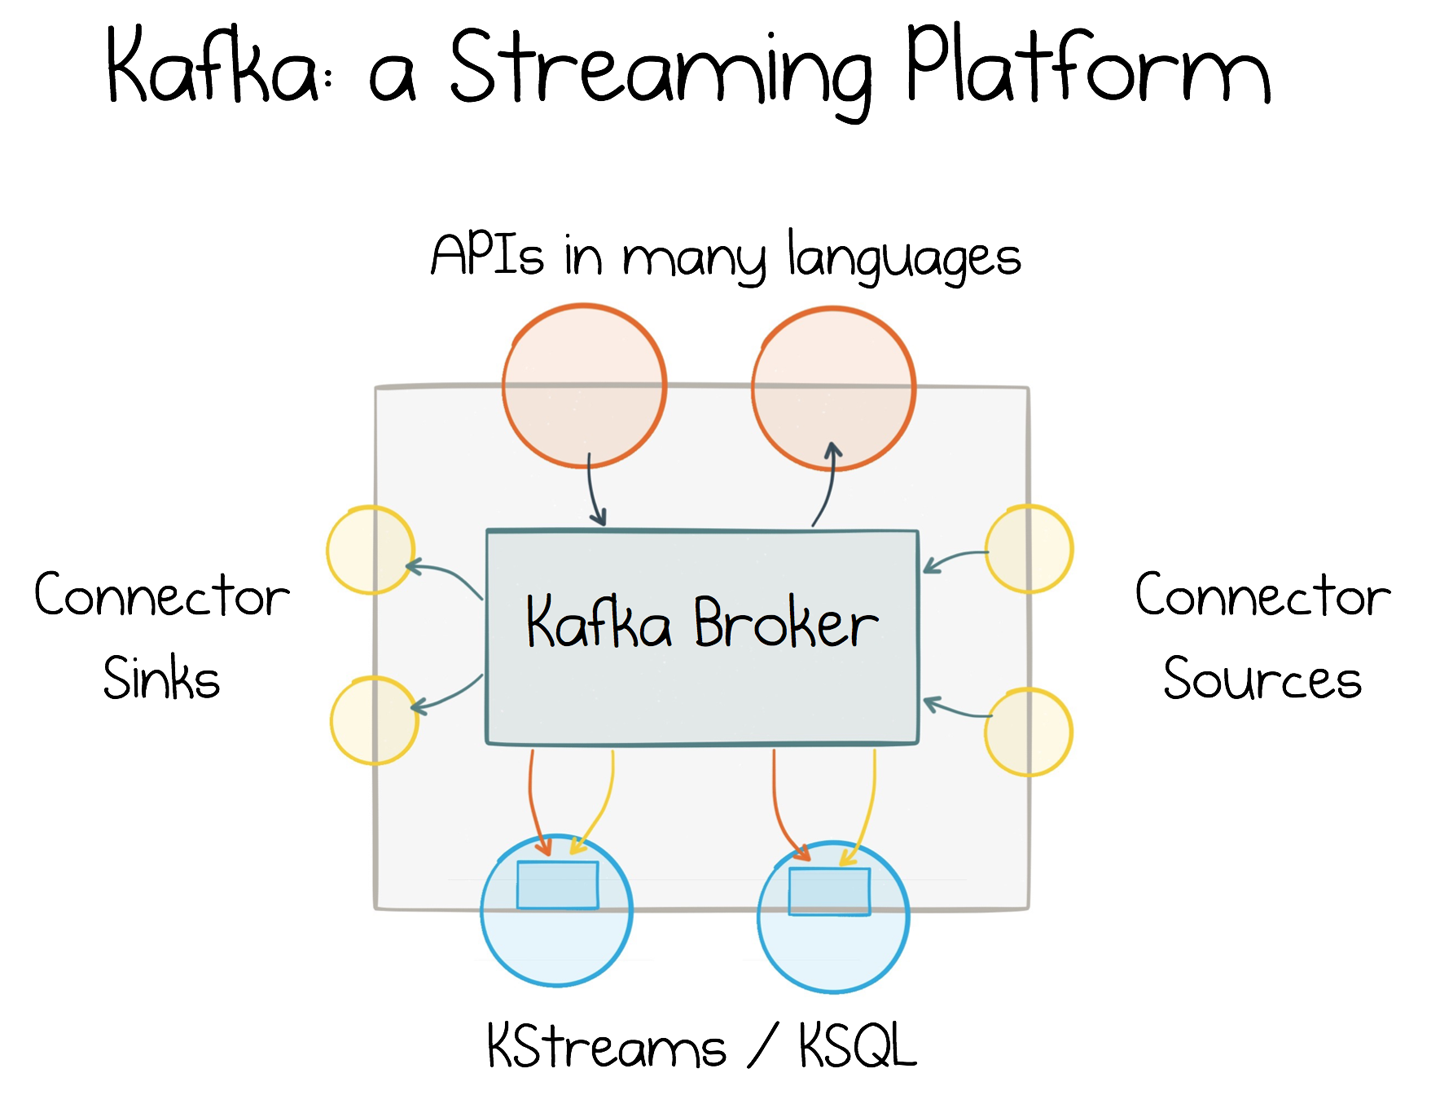 Kafka: a Streaming Platform
APIs in many languages
Connector
Sinks
Kafka Broker
Connector
Sources
KStreams / KSQL